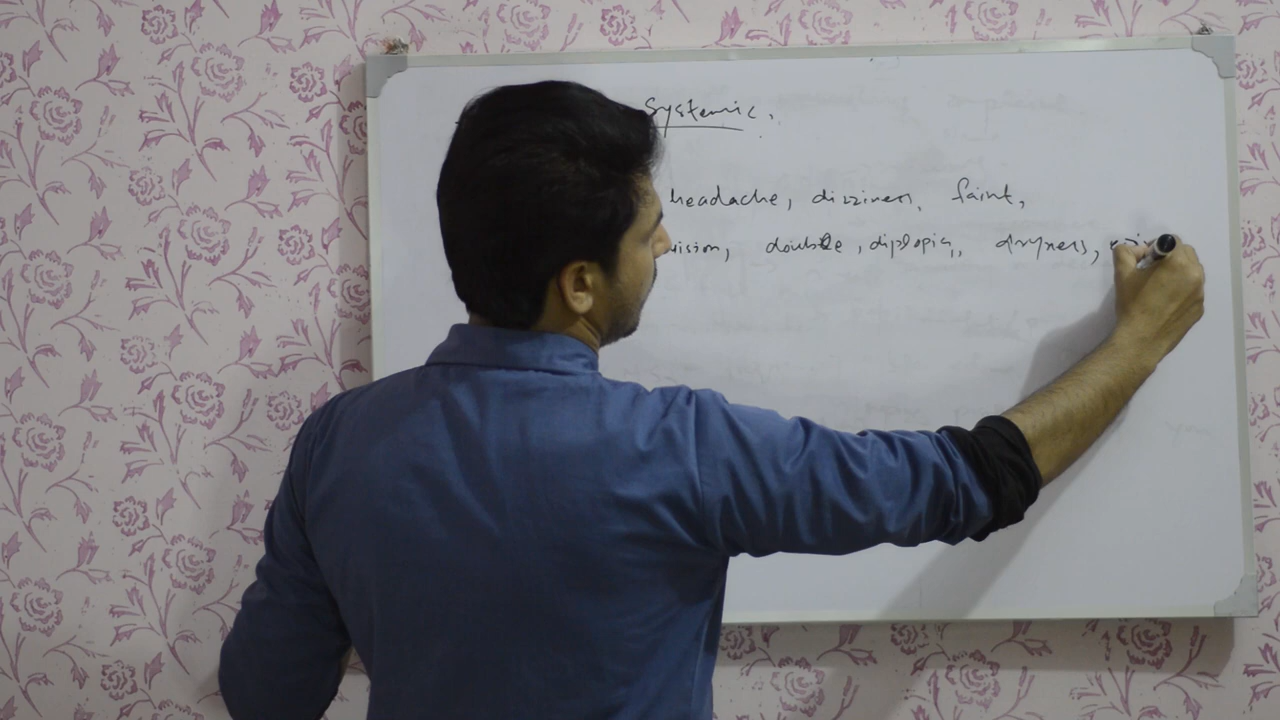 Systemic,
headache, dizziness, faint,
vision, double, diplopia, dryness,